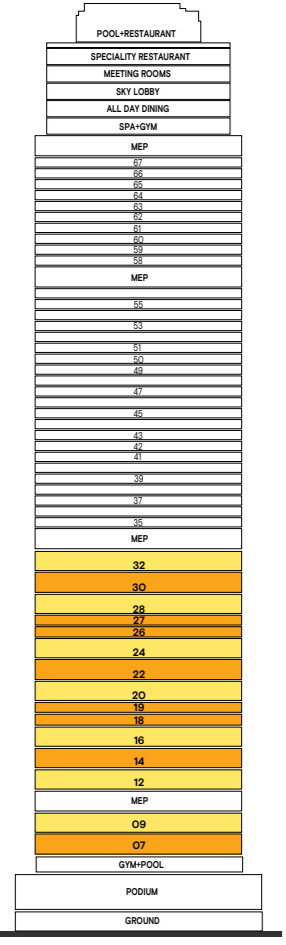 POOL+RESTAURANT
SPECIALITY RESTAURANT
MEETING ROOMS
SKY LOBBY
ALL DAY DINING
SPA+GYM
MEP
67
66
65
64
63
62
61
60
59
58
MEP
55
53
51
50
49
47
45
43
42
41
39
37
35
MEP
32
30
28
27
26
24
22
20
19
18
16
14
12
MEP
09
07
GYM+POOL
PODIUM
GROUND